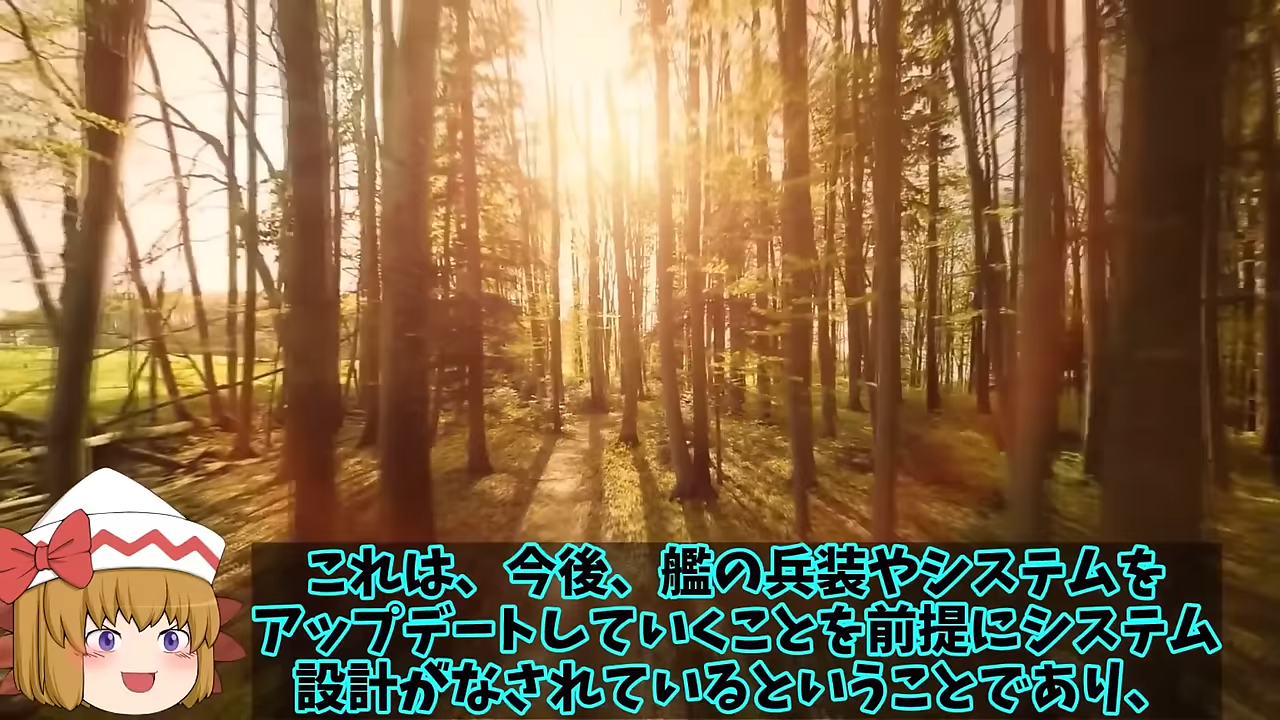 これは、今後、艦の兵装やシステムを
アップデートしていくことを前提にシステム
設計がなされているということであり、